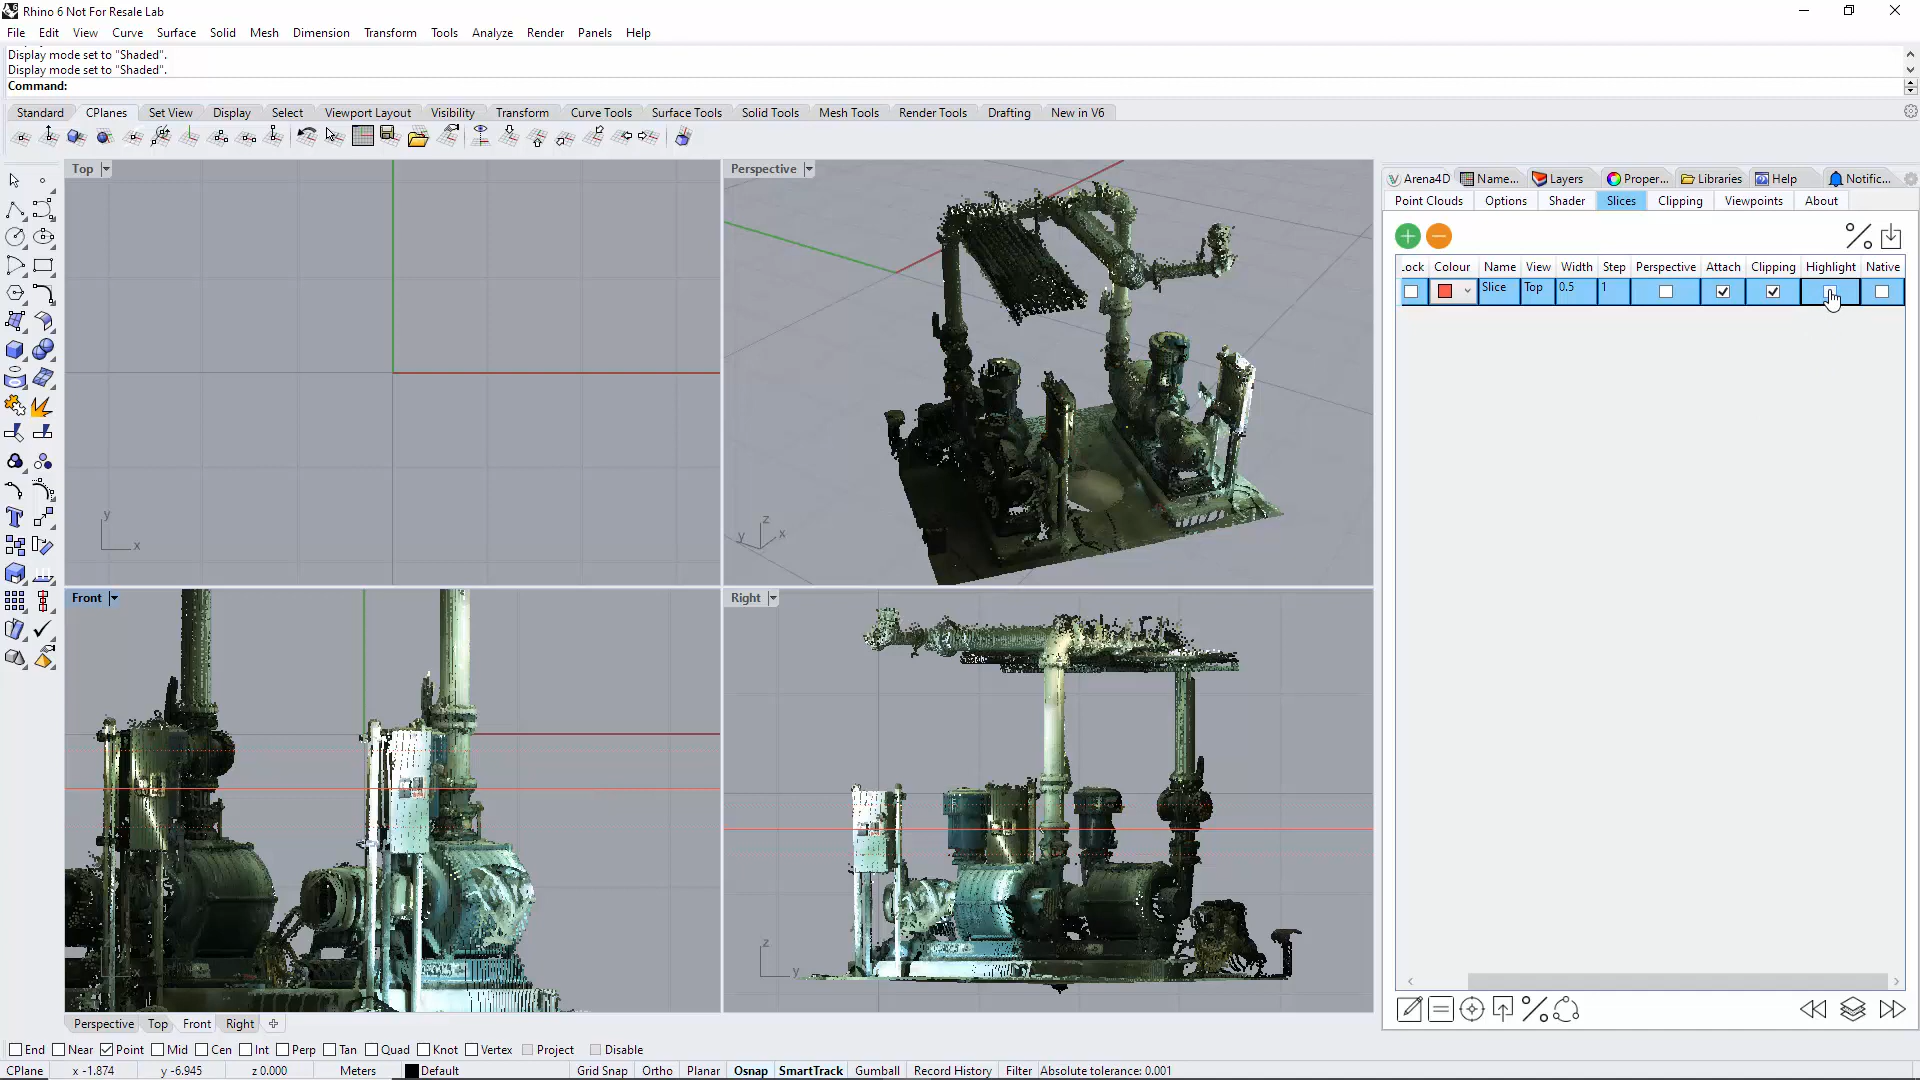 Rhino 6 Not For Resale Lab
File Edit View Curve Surface Solid Mesh Dimension Transform Tools Analyze Render Panels Help
Display mode set to "Shaded".
Display mode set to "Shaded".
Command:
Standard CPlanes Set View Display Select Viewport Layout Visibility Transform Curve Tools Surface Tools Solid Tools Mesh Tools Render Tools Drafting New in V6
Top
Perspective
Arena4D Name... Layers Proper... Libraries Help Notific...
Point Clouds Options Shader Slices Clipping Viewpoints About
.ock Colour Name View Width Step Perspective Attach Clipping Highlight Native
Slice Top 0.5 1
y
x
z
y
x
Front
Right
z
y
Perspective Top Front Right
End Near Point Mid Cen Int Perp Tan Quad Knot Vertex Project Disable
CPlane x -1.874 y -6.945 z 0.000 Meters Default Grid Snap Ortho Planar Osnap SmartTrack Gumball Record History Filter Absolute tolerance: 0.001